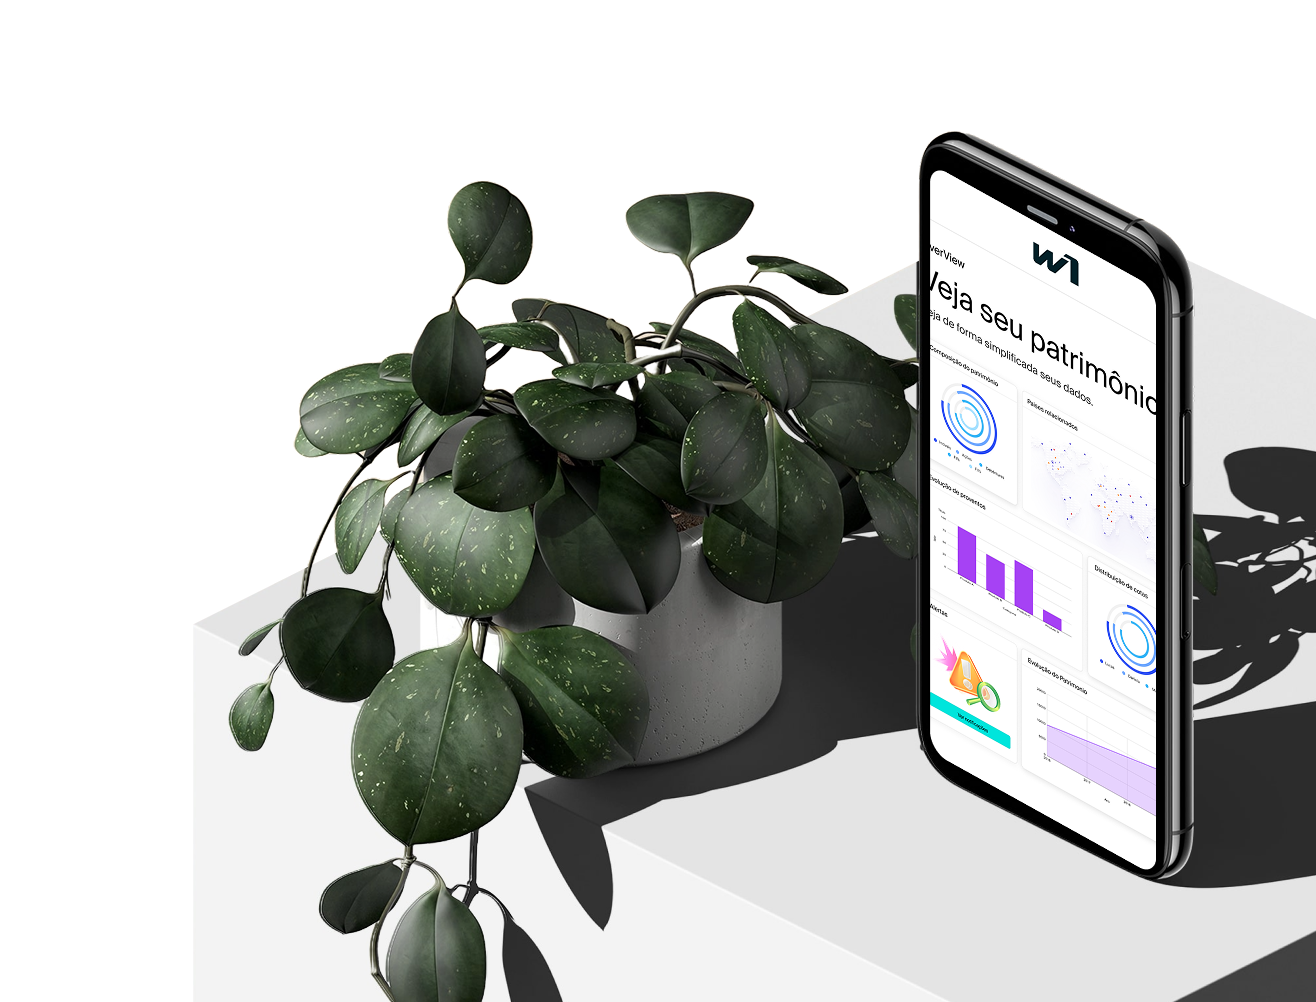 W1
verView
Veja seu patrimônio
eja de forma simplificada seus dados.
Composição do patrimônio
Países relacionados
Evolução de proventos
Distribuição de cotas
Alertas
Ver notificações
Evolução do Patrimonio